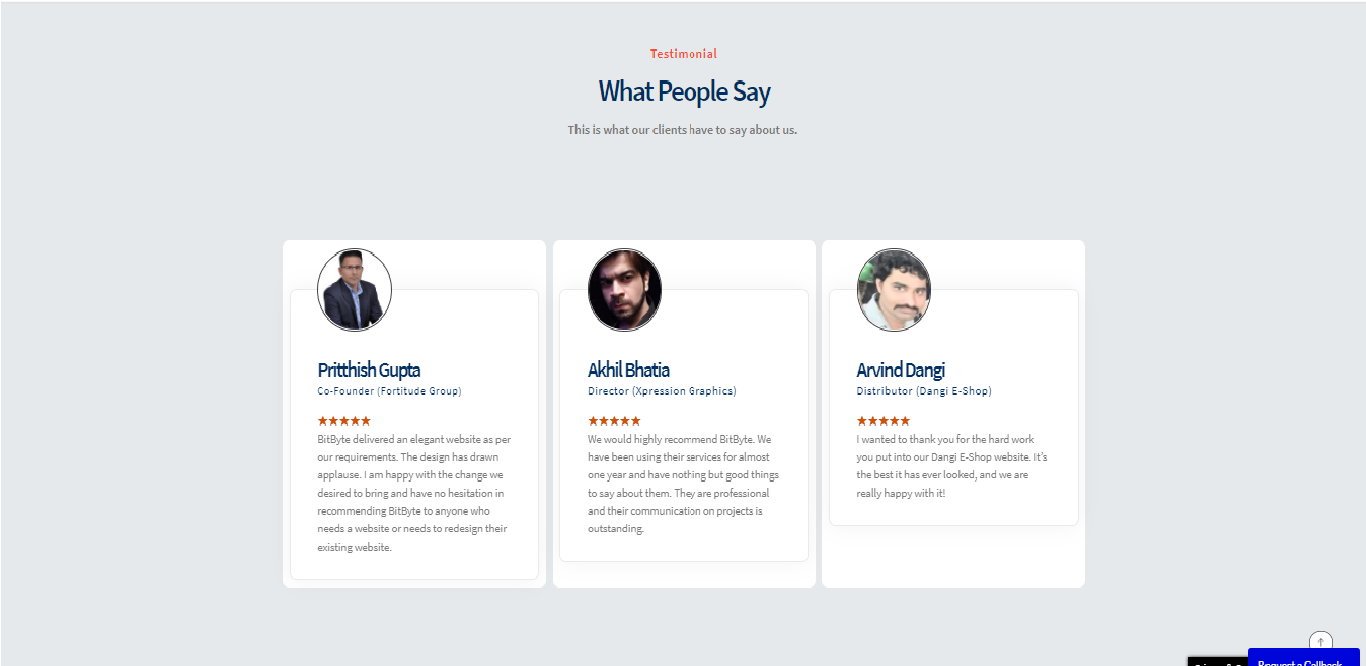 Testimonial
What People Say
This is what our clients have to say about us.
Pritthish Gupta
Co-Founder (Fortitude Group)
BitByte delivered an elegant website as per
our requirements. The design has drawn
applause. I am happy with the change we
desired to bring and have no hesitation in
recommending BitByte to anyone who
needs a website or needs to redesign their
existing website.
Akhil Bhatia
Director (Xpression Graphics)
We would highly recommend BitByte. We
have been using their services for almost
one year and have nothing but good things
to say about them. They are professional
and their communication on projects is
outstanding.
Arvind Dangi
Distributor (Dangi E-Shop)
I wanted to thank you for the hard work
you put into our Dangi E-Shop website. It's
the best it has ever looked, and we are
really happy with it!
Request a Callback